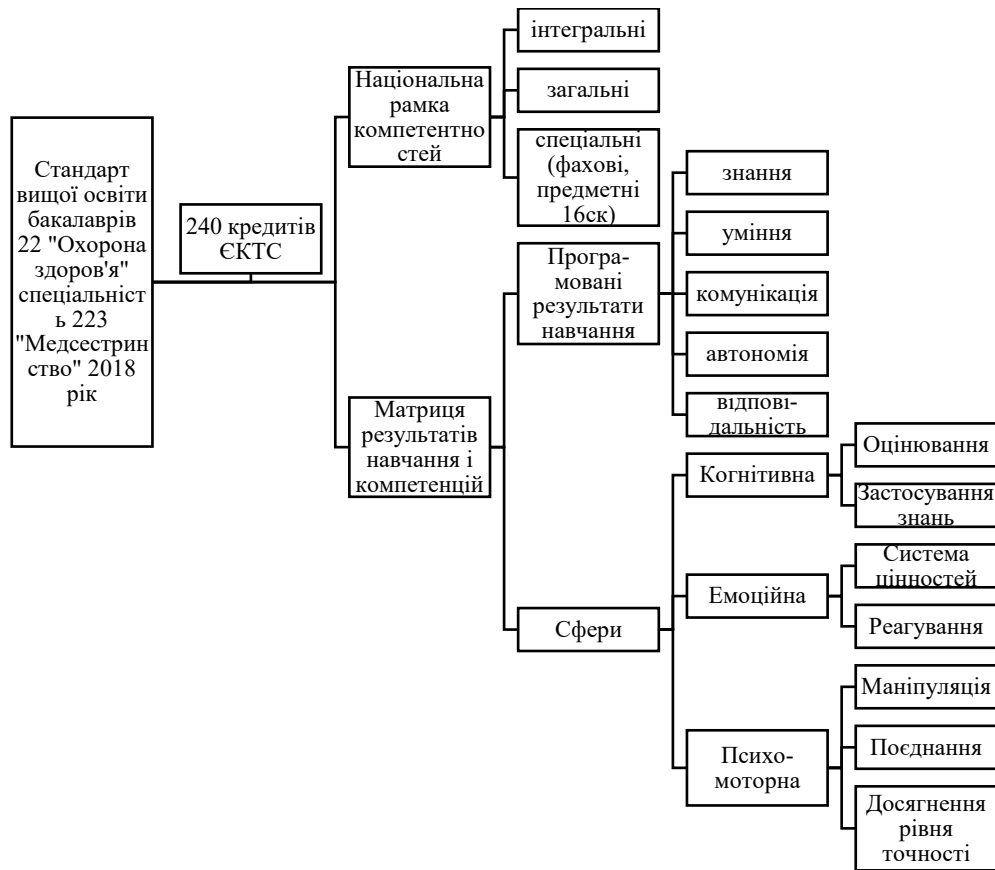 Стандарт
вищої освіти
бакалаврів
22 "Охорона
здоров'я"
спеціальніст
ь 223
"Медсестрин
ство" 2018
рік
240 кредитів
ЄКТС
Національна
рамка
компетентно
стей
інтегральні
загальні
спеціальні
(фахові,
предметні
16ск)
Матриця
результатів
навчання і
компетенцій
Програ-
мовані
результати
навчання
знання
уміння
комунікація
автономія
відпові-
дальність
Сфери
Когнітивна
Оцінювання
Застосування
знань
Емоційна
Система
цінностей
Реагування
Психо-
моторна
Маніпуляція
Поєднання
Досягнення
рівня
точності